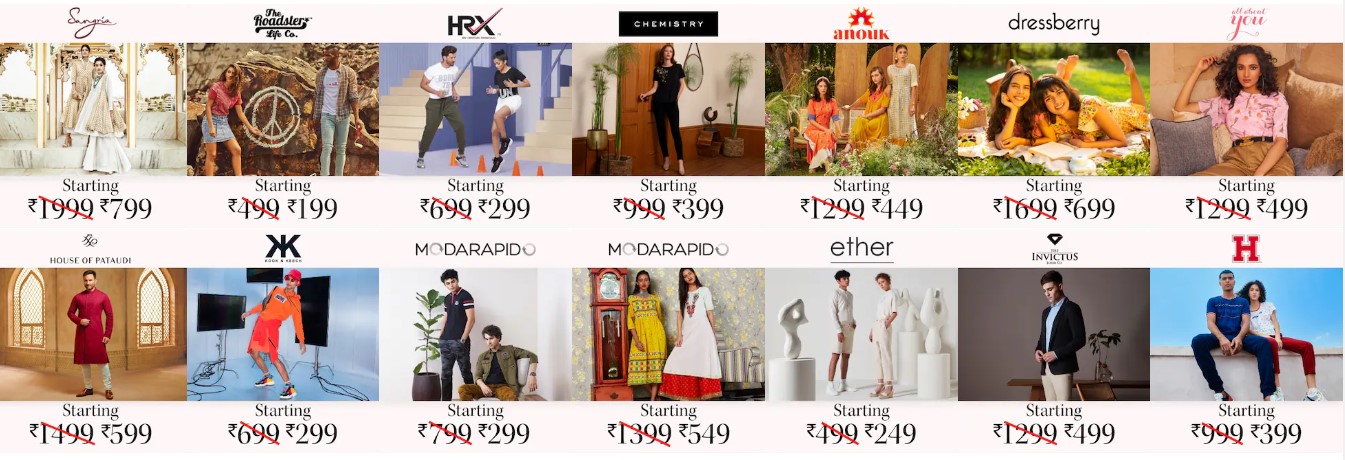 Sangria
The
Roadster
Life Co.
HRX
CHEMISTRY
anouk
dressberry
all about
you
Starting
₹1999 ₹799
Starting
₹499 ₹199
Starting
₹699 ₹299
Starting
₹999 ₹399
Starting
₹1299 ₹449
Starting
₹1699 ₹699
Starting
₹1299 ₹499
HOUSE OF PATAUDI
KOOK N KEECH
MODARAPIDO
MODARAPIDO
ether
THE
INVICTUS
H
Starting
₹1499 ₹599
Starting
₹699 ₹299
Starting
₹799 ₹299
Starting
₹1399 ₹549
Starting
₹499 ₹249
Starting
₹1299 ₹499
Starting
₹999 ₹399